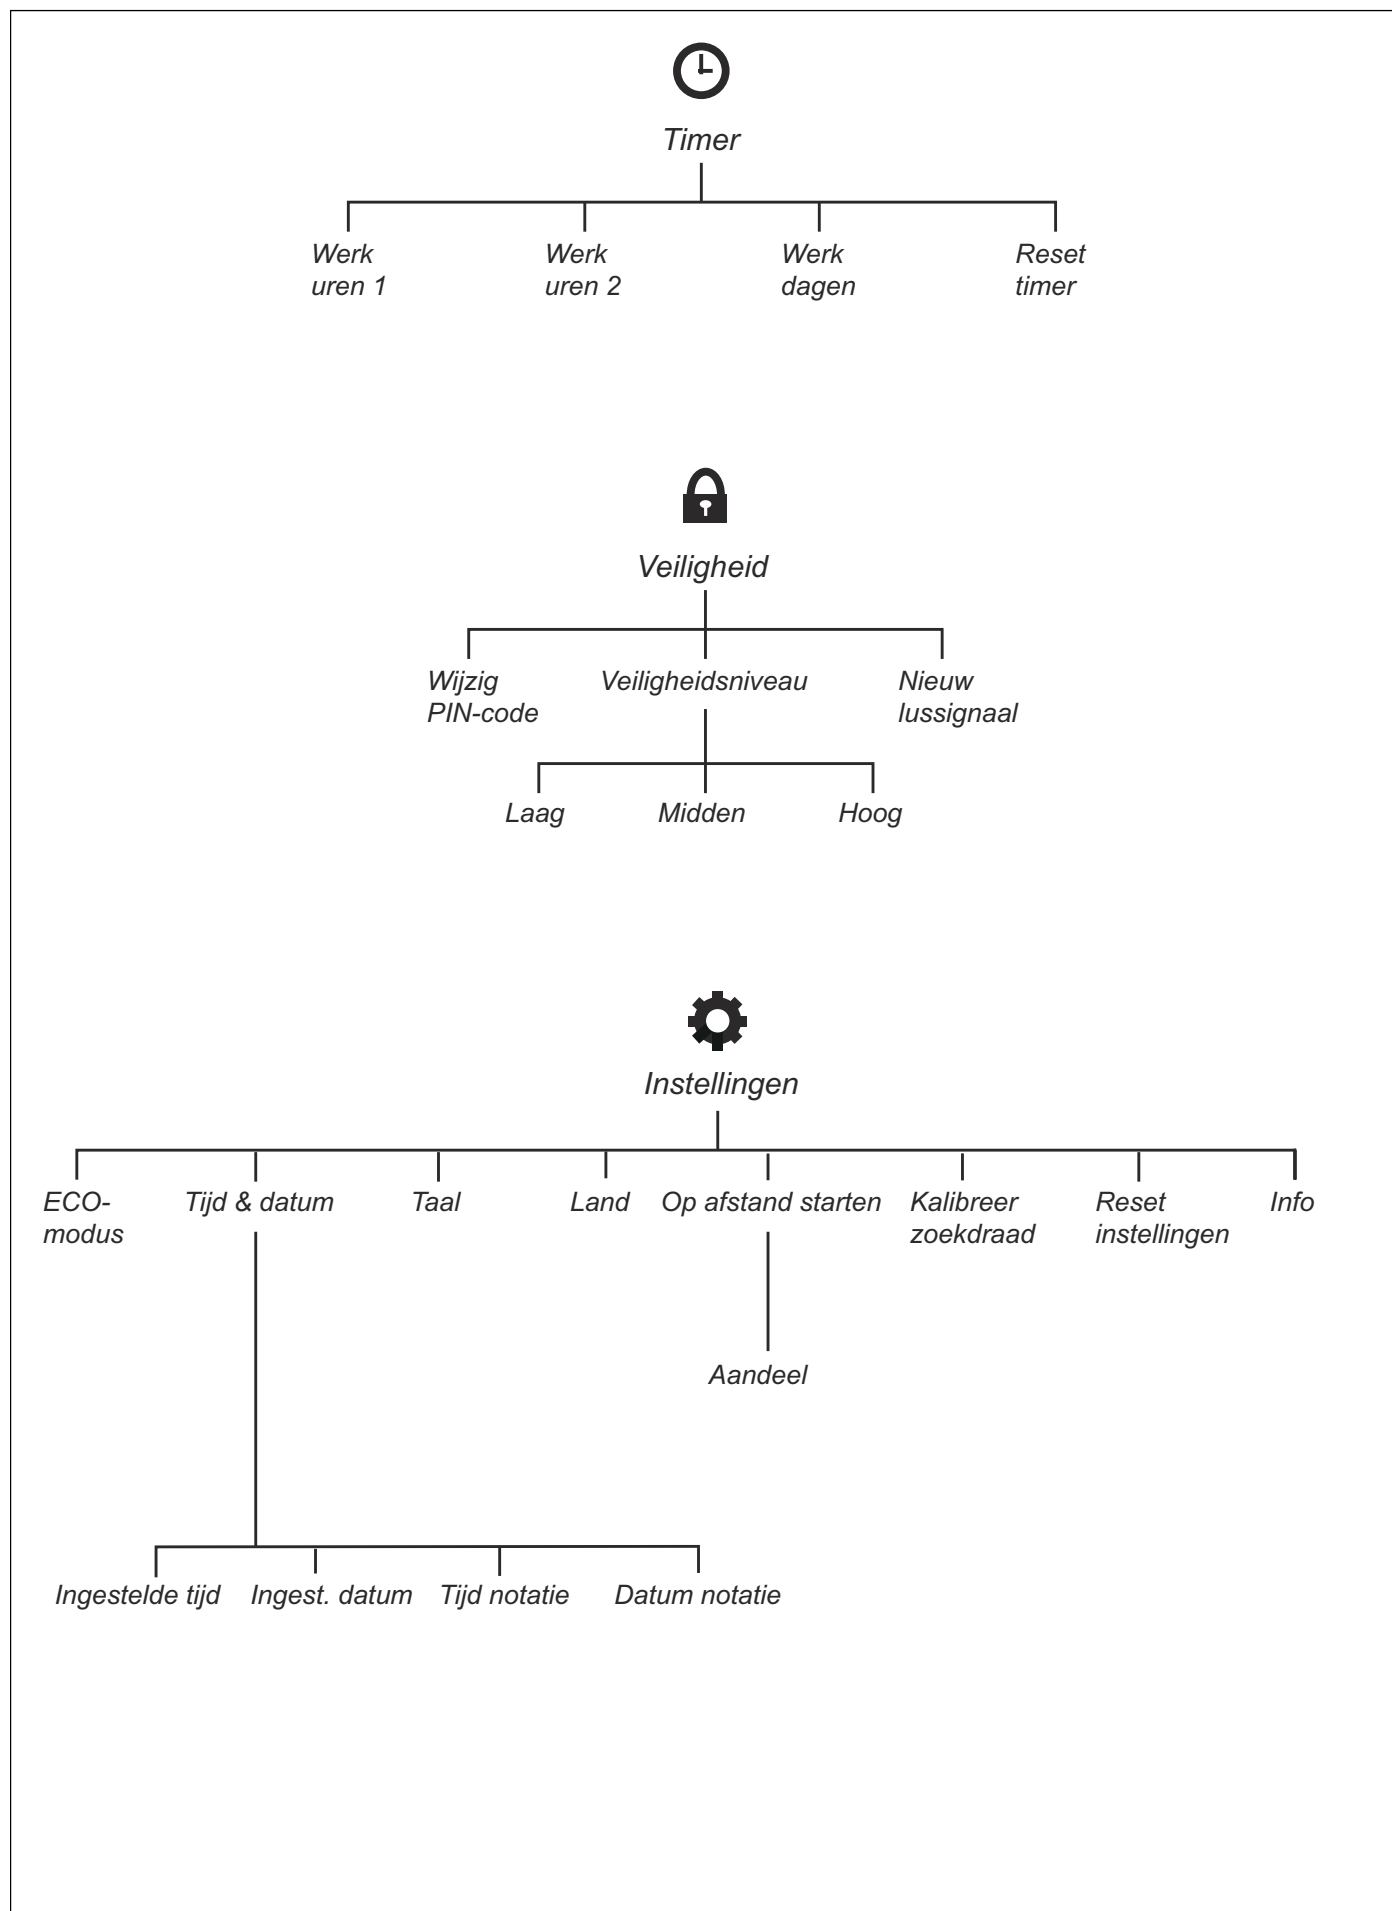 Timer
Werk
uren 1
Werk
uren 2
Werk
dagen
Reset
timer
Veiligheid
Wijzig
PIN-code
Veiligheidsniveau
Nieuw
lussignaal
Laag
Midden
Hoog
Instellingen
ECO-
modus
Tijd & datum
Taal
Land
Op afstand starten
Kalibreer
zoekdraad
Reset
instellingen
Info
Aandeel
Ingestelde tijd
Ingest. datum
Tijd notatie
Datum notatie